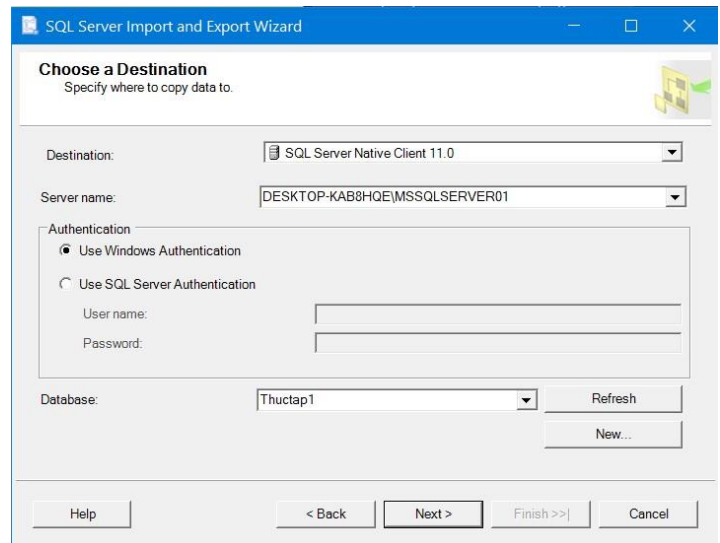 SQL Server Import and Export Wizard
Choose a Destination
Specify where to copy data to.
Destination:
SQL Server Native Client 11.0
Server name:
DESKTOP-KAB8HQE\MSSQLSERVER01
Authentication
Use Windows Authentication
Use SQL Server Authentication
User name:
Password:
Database:
Thuctap1
Refresh
New...
Help
< Back
Next >
Finish >>|
Cancel